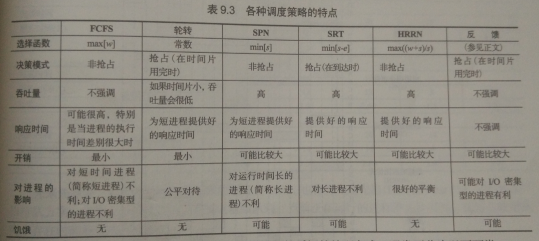 表 9.3 各种调度策略的特点
FCFS 轮转 SPN SRT HRRN 反 馈
选择函数 max[w] 常数 min[s] min[s-e] max((w+s)/s) (参见正文)
决策模式 非抢占 抢占(在时间片用完时) 非抢占 抢占(在到达时) 非抢占 抢占(在时间片用完时)
吞吐量 不强调 如果时间片小,吞吐量会很低 高 高 高 不强调
响应时间 可能很高,特别是当进程的执行时间差别很大时 为短进程提供好的响应时间 为短进程提供好的响应时间 提供好的响应时间 提供好的响应时间 不强调
开销 最小 最小 可能比较大 可能比较大 可能比较大 可能比较大
对进程的影响 对短时间进程(简称短进程)不利;对 I/O 密集型的进程不利 公平对待 对运行时间长的进程(简称长进程)不利 对长进程不利 很好的平衡 可能对 I/O 密集型的进程有利
饥饿 无 无 可能 可能 无 可能